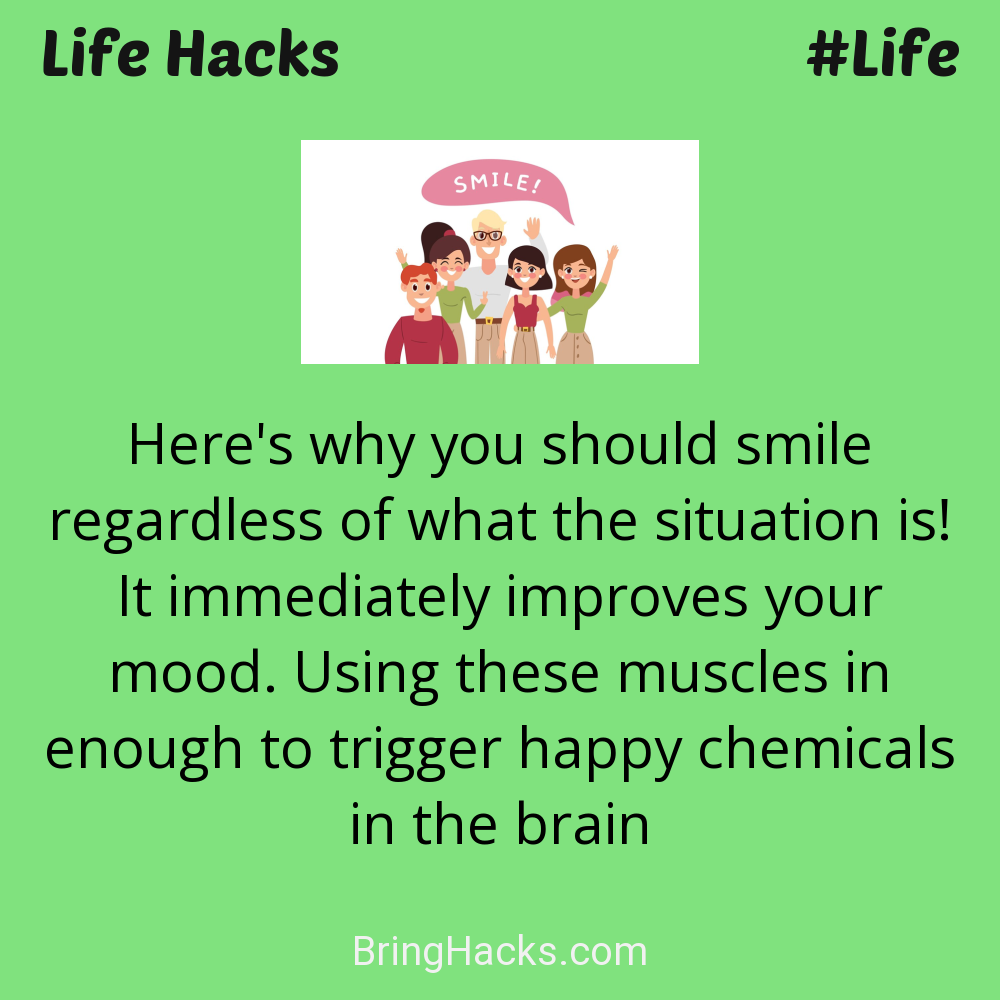 Life Hacks #Life
SMILE!
Here's why you should smile
regardless of what the situation is!
It immediately improves your
mood. Using these muscles in
enough to trigger happy chemicals
in the brain
BringHacks.com